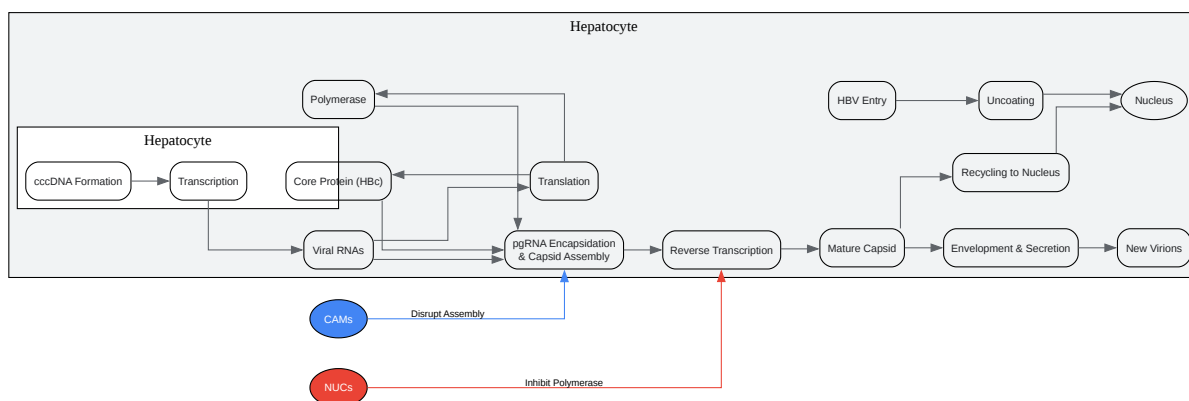 Hepatocyte
Polymerase
HBV Entry
Uncoating
Nucleus
Hepatocyte
cccDNA Formation
Transcription
Core Protein (HBc)
Translation
Recycling to Nucleus
Viral RNAs
pgRNA Encapsidation
& Capsid Assembly
Reverse Transcription
Mature Capsid
Envelopment & Secretion
New Virions
CAMs
Disrupt Assembly
NUCs
Inhibit Polymerase